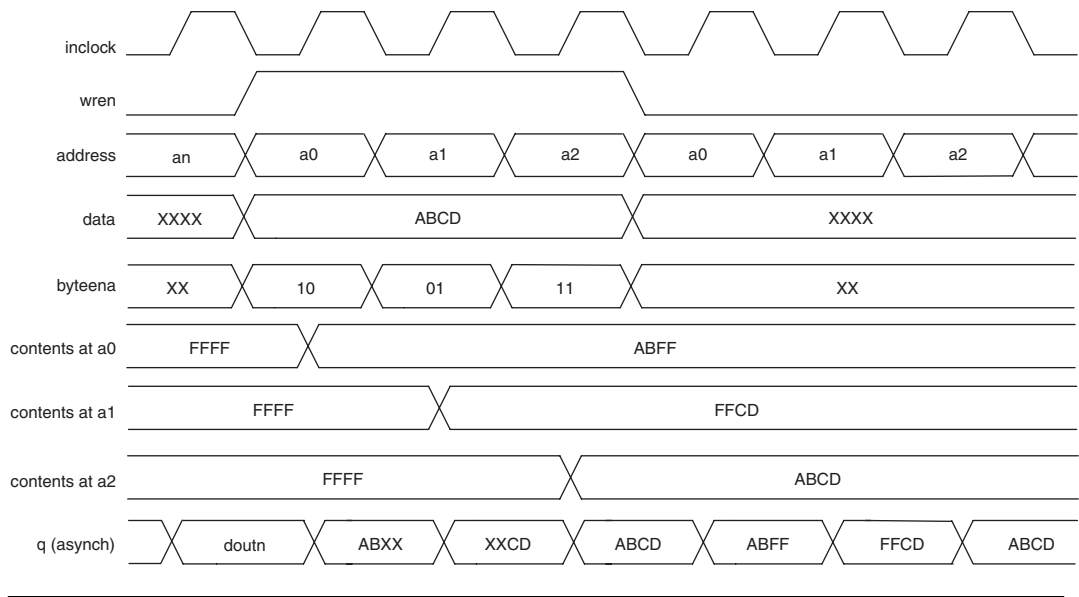 inclock
wren
address an a0 a1 a2 a0 a1 a2
data XXXX ABCD XXXX
byteena XX 10 01 11 XX
contents at a0 FFFF ABFF
contents at a1 FFFF FFCD
contents at a2 FFFF ABCD
q (asynch) doutn ABXX XXCD ABCD ABFF FFCD ABCD